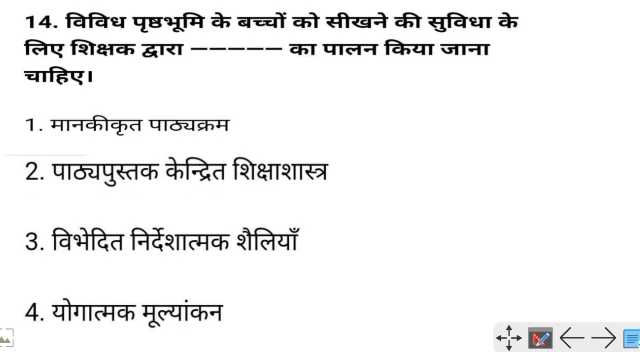 14. विविध पृष्ठभूमि के बच्चों को सीखने की सुविधा के
लिए शिक्षक द्वारा ————— का पालन किया जाना
चाहिए।
1. मानकीकृत पाठ्यक्रम
2. पाठ्यपुस्तक केन्द्रित शिक्षाशास्त्र
3. विभेदित निर्देशात्मक शैलियाँ
4. योगात्मक मूल्यांकन